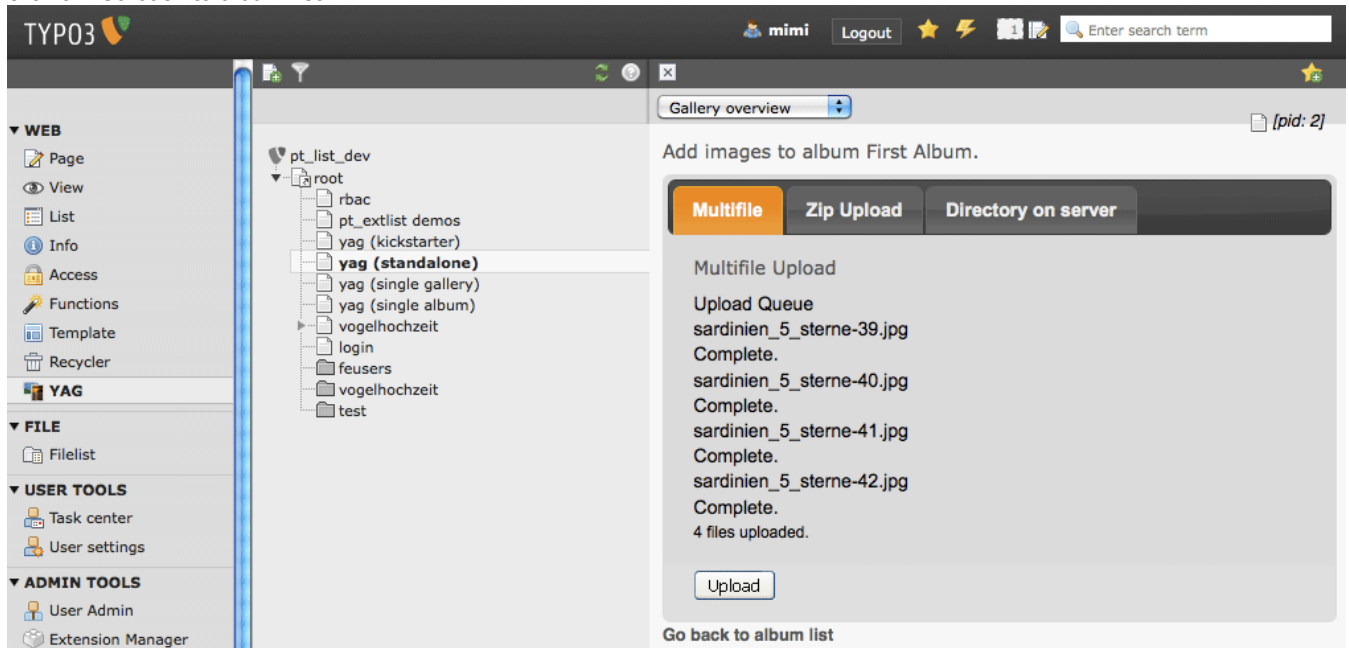 TYPO3
mimi
Logout
1
Enter search term
Gallery overview
[pid: 2]
WEB
Page
View
List
Info
Access
Functions
Template
Recycler
YAG
FILE
Filelist
USER TOOLS
Task center
User settings
ADMIN TOOLS
User Admin
Extension Manager
pt_list_dev
root
rbac
pt_extlist demos
yag (kickstarter)
yag (standalone)
yag (single gallery)
yag (single album)
vogelhochzeit
login
feusers
vogelhochzeit
test
Add images to album First Album.
Multifile
Zip Upload
Directory on server
Multifile Upload
Upload Queue
sardinien_5_sterne-39.jpg
Complete.
sardinien_5_sterne-40.jpg
Complete.
sardinien_5_sterne-41.jpg
Complete.
sardinien_5_sterne-42.jpg
Complete.
4 files uploaded.
Upload
Go back to album list